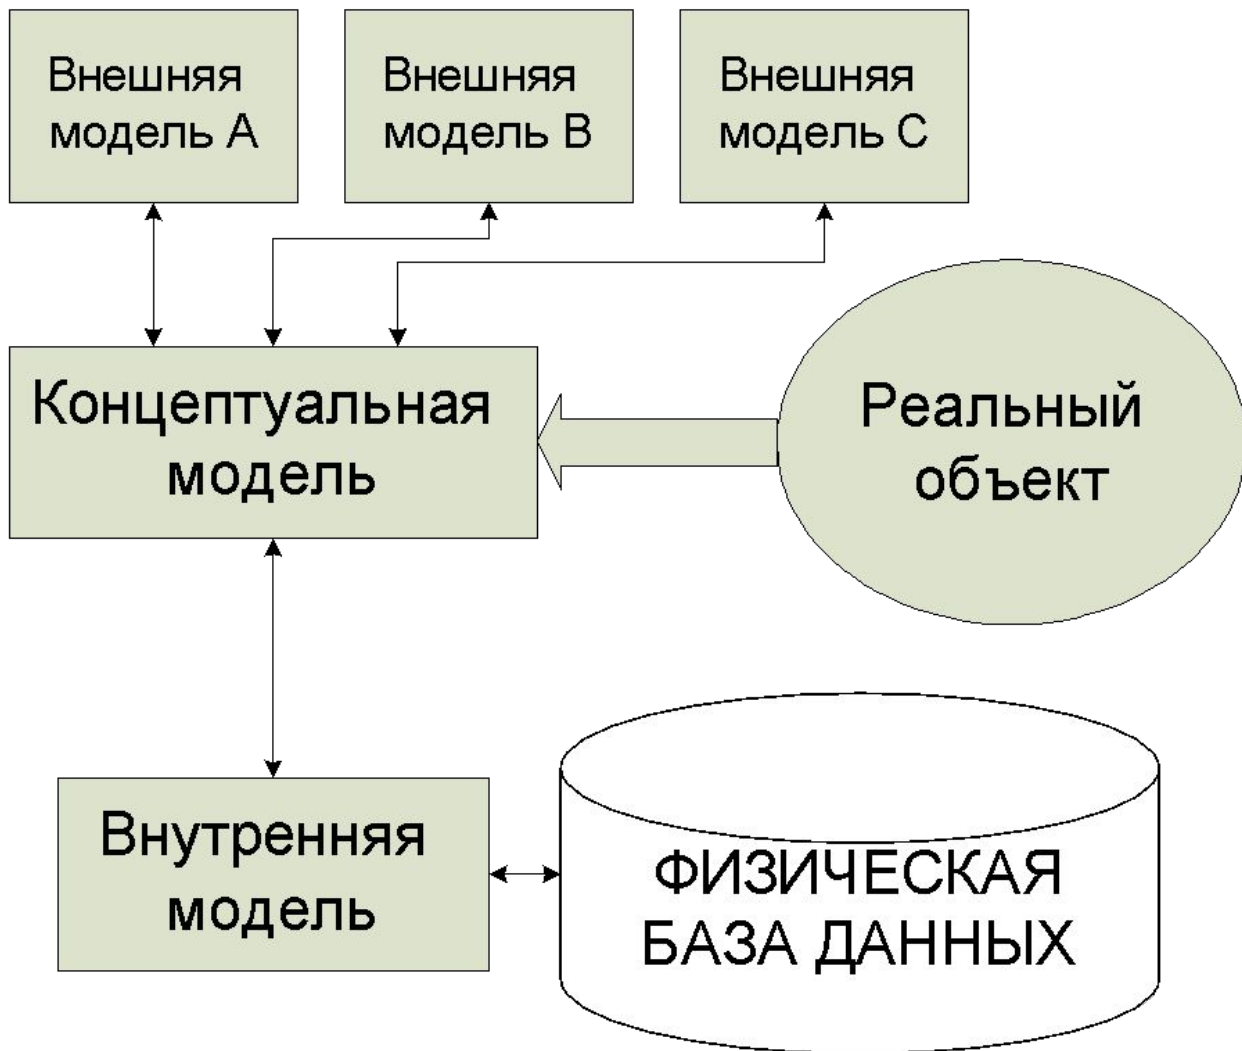 Внешняя
модель A
Внешняя
модель B
Внешняя
модель C
Концептуальная
модель
Реальный
объект
Внутренняя
модель
ФИЗИЧЕСКАЯ
БАЗА ДАННЫХ